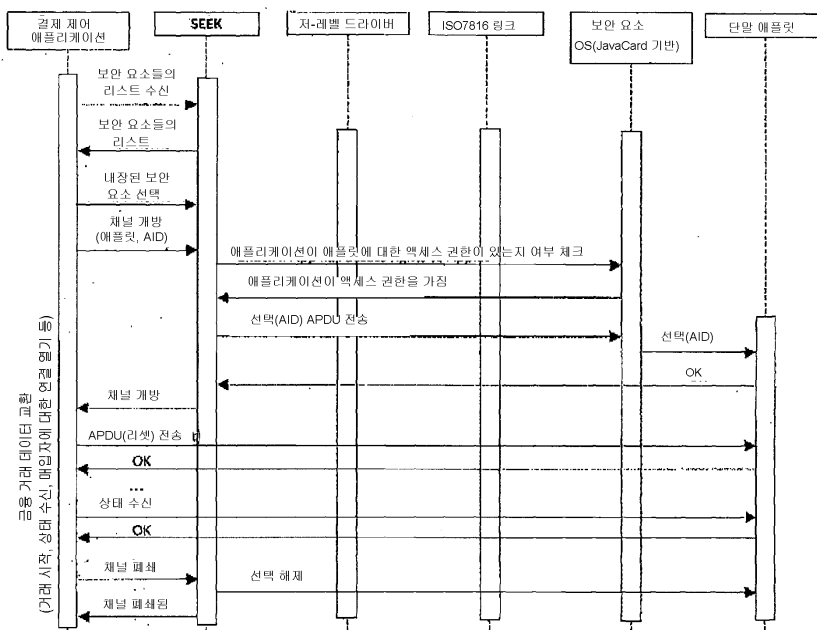 결제 제어
애플리케이션
SEEK
저-레벨 드라이버
ISO7816 링크
보안 요소
OS(JavaCard 기반)
단말 애플릿
보안 요소들의
리스트 수신
보안 요소들의
리스트
내장된 보안
요소 선택
채널 개방
(애플릿, AID)
애플리케이션이 애플릿에 대한 액세스 권한이 있는지 여부 체크
애플리케이션이 액세스 권한을 가짐
선택(AID) APDU 전송
선택(AID)
OK
채널 개방
APDU(리셋) 전송
OK
...
상태 수신
OK
채널 폐쇄
선택 해제
채널 폐쇄됨
금융 거래 데이터 교환
(거래 시작, 상태 수신, 매입자에 대한 연결 열기 등)